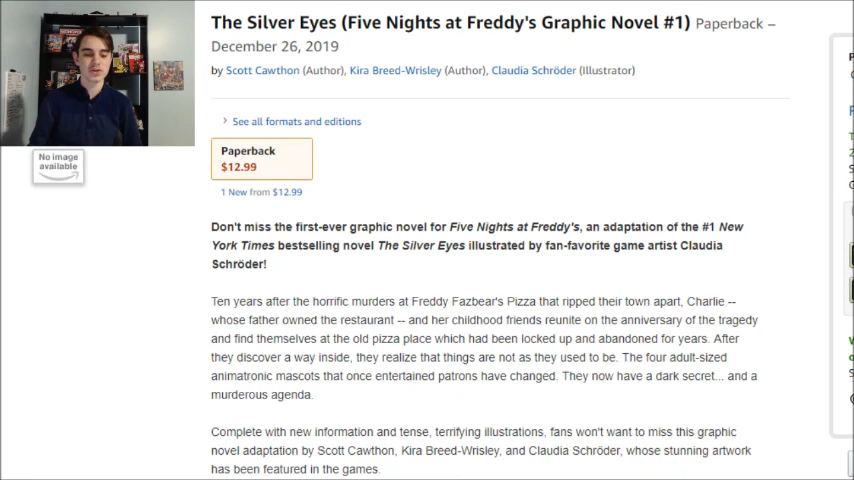 The Silver Eyes (Five Nights at Freddy's Graphic Novel #1) Paperback –
December 26, 2019
by Scott Cawthon (Author), Kira Breed-Wrisley (Author), Claudia Schröder (Illustrator)
No image
available
See all formats and editions
Paperback
$12.99
1 New from $12.99
Don't miss the first-ever graphic novel for Five Nights at Freddy's, an adaptation of the #1 New
York Times bestselling novel The Silver Eyes illustrated by fan-favorite game artist Claudia
Schröder!
Ten years after the horrific murders at Freddy Fazbear's Pizza that ripped their town apart, Charlie --
whose father owned the restaurant -- and her childhood friends reunite on the anniversary of the tragedy
and find themselves at the old pizza place which had been locked up and abandoned for years. After
they discover a way inside, they realize that things are not as they used to be. The four adult-sized
animatronic mascots that once entertained patrons have changed. They now have a dark secret... and a
murderous agenda.
Complete with new information and tense, terrifying illustrations, fans won't want to miss this graphic
novel adaptation by Scott Cawthon, Kira Breed-Wrisley, and Claudia Schröder, whose stunning artwork
has been featured in the games.